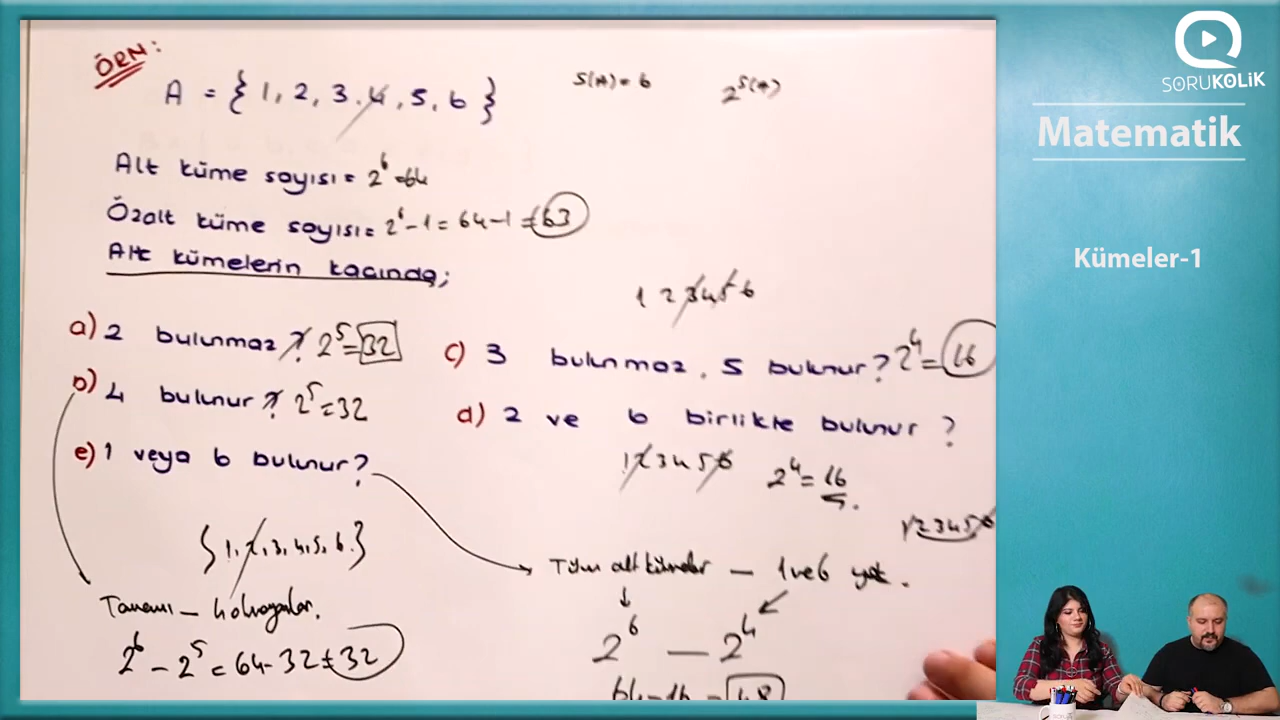 ÖRN:
A = { 1, 2, 3, 4, 5, 6 }
S(A) = 6
2^S(A)
Alt küme sayısı = 2^6 = 64
Özalt küme sayısı = 2^6 - 1 = 64 - 1 = 63
Alt kümelerin kaçında;
1 2 3 4 5 6
a) 2 bulunmaz ? 2^5 = 32
b) 4 bulunur ? 2^5 = 32
e) 1 veya 6 bulunur?
c) 3 bulunmaz, 5 bulunur? 2^4 = 16
d) 2 ve 6 birlikte bulunur ?
1 2 3 4 5 6
2^4 = 16
1 2 3 4 5 6
{ 1, 2, 3, 4, 5, 6. }
Tamamı - 4 olmayanlar.
2^6 - 2^5 = 64 - 32 = 32
Tüm alt kümeler - 1 ve 6 yok.
2^6 - 2^4
64 - 16 = 48
SORUKOLİK
Matematik
Kümeler-1